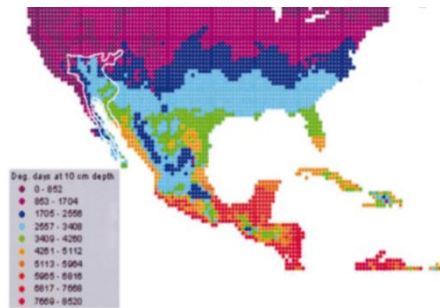 Deg. days at 10 cm depth
0 - 852
853 - 1704
1705 - 2556
2557 - 3408
3409 - 4260
4261 - 5112
5113 - 5964
5965 - 6816
6817 - 7668
7669 - 8520